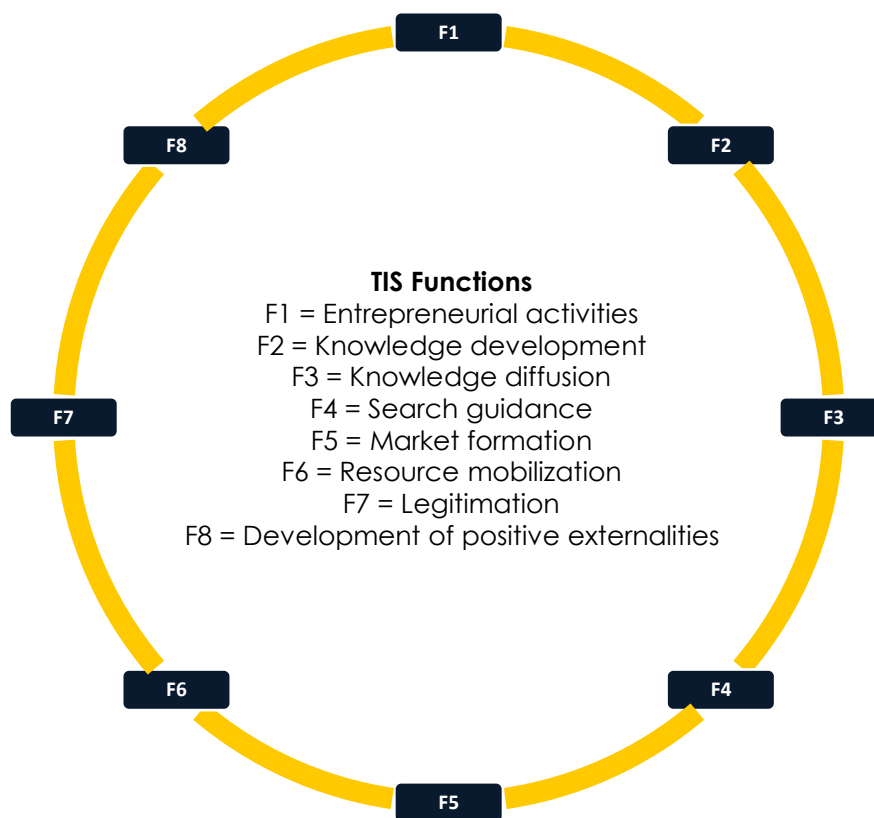 F1
F8
F2
TIS Functions
F1 = Entrepreneurial activities
F2 = Knowledge development
F3 = Knowledge diffusion
F4 = Search guidance
F5 = Market formation
F6 = Resource mobilization
F7 = Legitimation
F8 = Development of positive externalities
F7
F3
F6
F4
F5